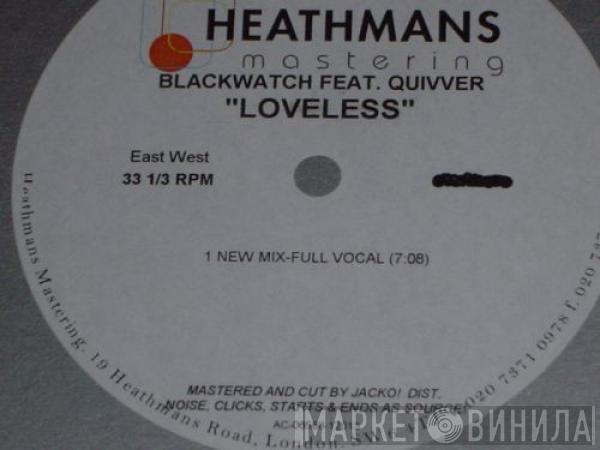 HEATHMANS
mastering
BLACKWATCH FEAT. QUIVVER
"LOVELESS"
East West
33 1/3 RPM
1 NEW MIX-FULL VOCAL (7:08)
MASTERED AND CUT BY JACKO! DIST.
NOISE, CLICKS, STARTS & ENDS AS SOURCE!
Heathmans Mastering. 19 Heathmans Road, London. 020 7371 0978 f. 020
МАРКЕТ ВИНИЛА